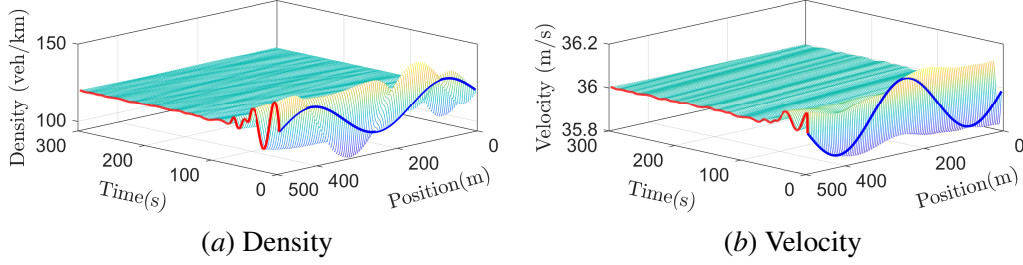 Density (veh/km)
150
100
300
200
100
0
Time(s)
500
400
200
0
Position(m)
(a) Density
Velocity (m/s)
36.2
36
35.8
300
200
100
0
Time(s)
500
400
200
0
Position(m)
(b) Velocity